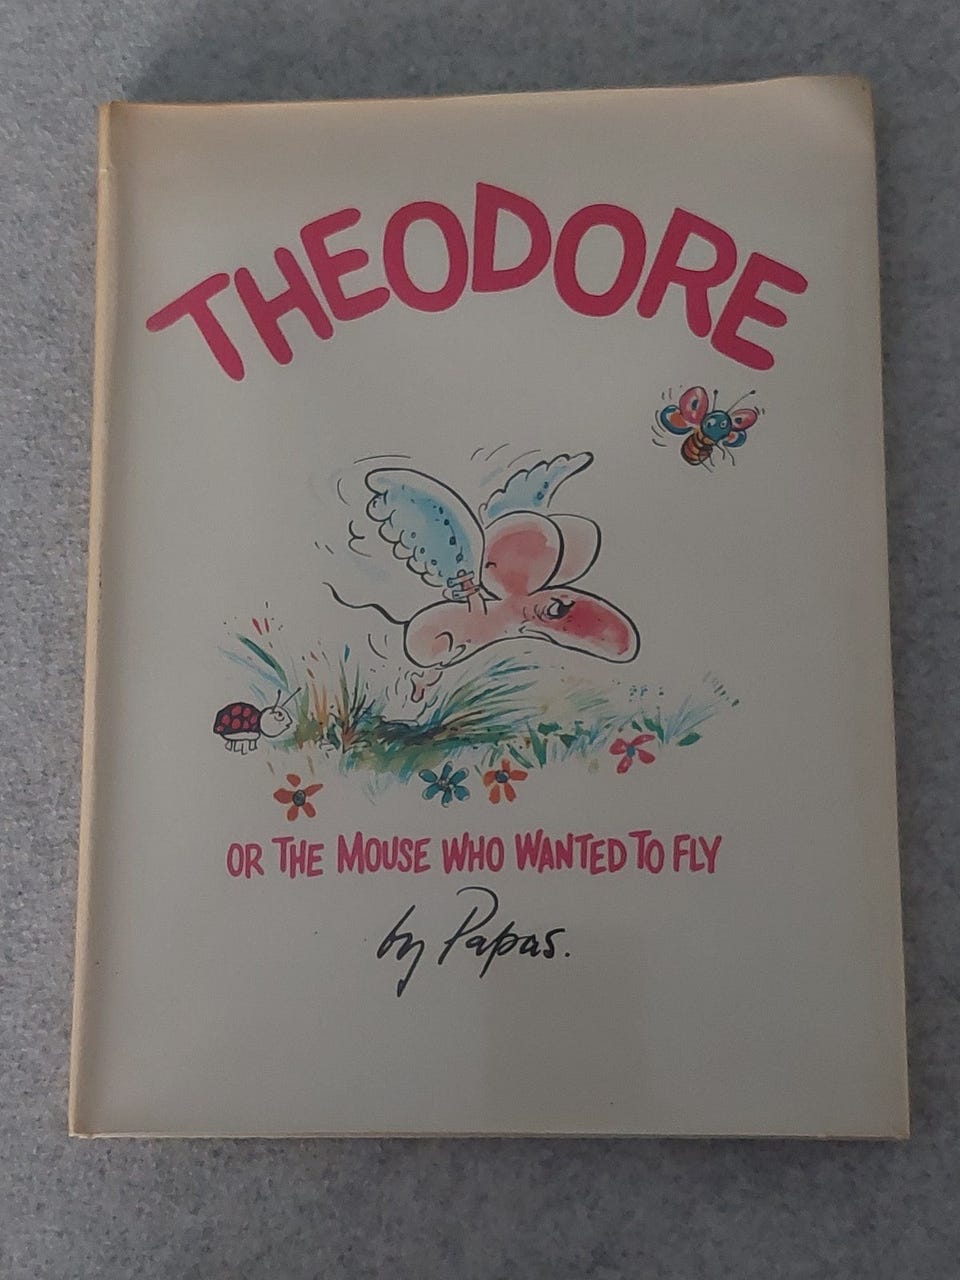 THEODORE
OR THE MOUSE WHO WANTED TO FLY
by Papas.